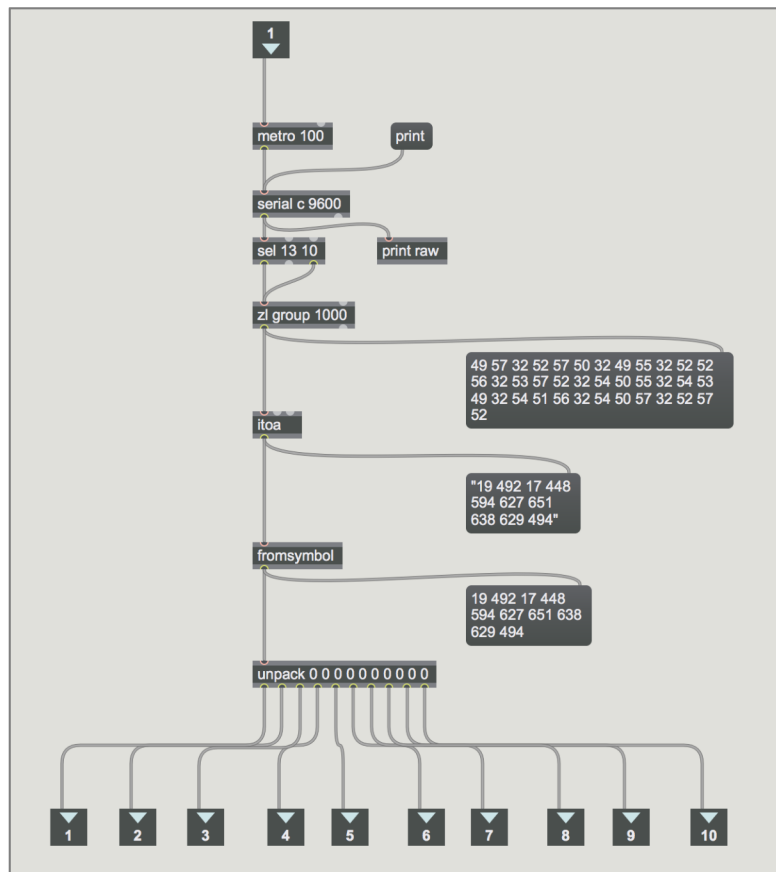 1
metro 100
print
serial c 9600
sel 13 10
print raw
zl group 1000
49 57 32 52 57 50 32 49 55 32 52 52
56 32 53 57 52 32 54 50 55 32 54 53
49 32 54 51 56 32 54 50 57 32 52 57
52
itoa
"19 492 17 448
594 627 651
638 629 494"
fromsymbol
19 492 17 448
594 627 651 638
629 494
unpack 0 0 0 0 0 0 0 0 0 0
1
2
3
4
5
6
7
8
9
10